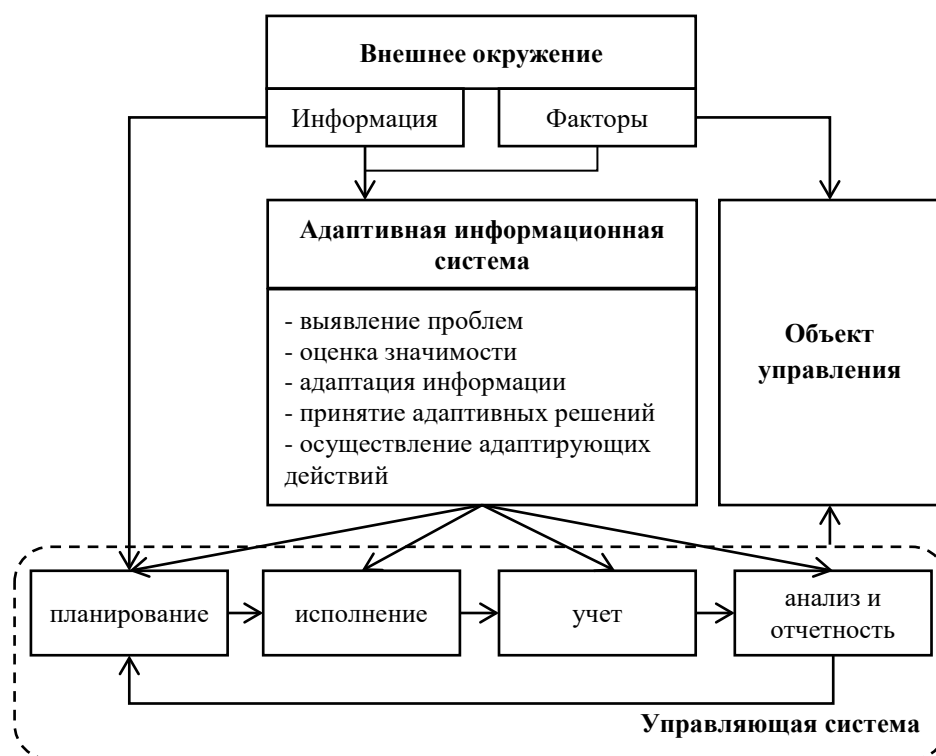 Внешнее окружение
Информация
Факторы
Адаптивная информационная
система
- выявление проблем
- оценка значимости
- адаптация информации
- принятие адаптивных решений
- осуществление адаптирующих
действий
Объект
управления
планирование
исполнение
учет
анализ и
отчетность
Управляющая система